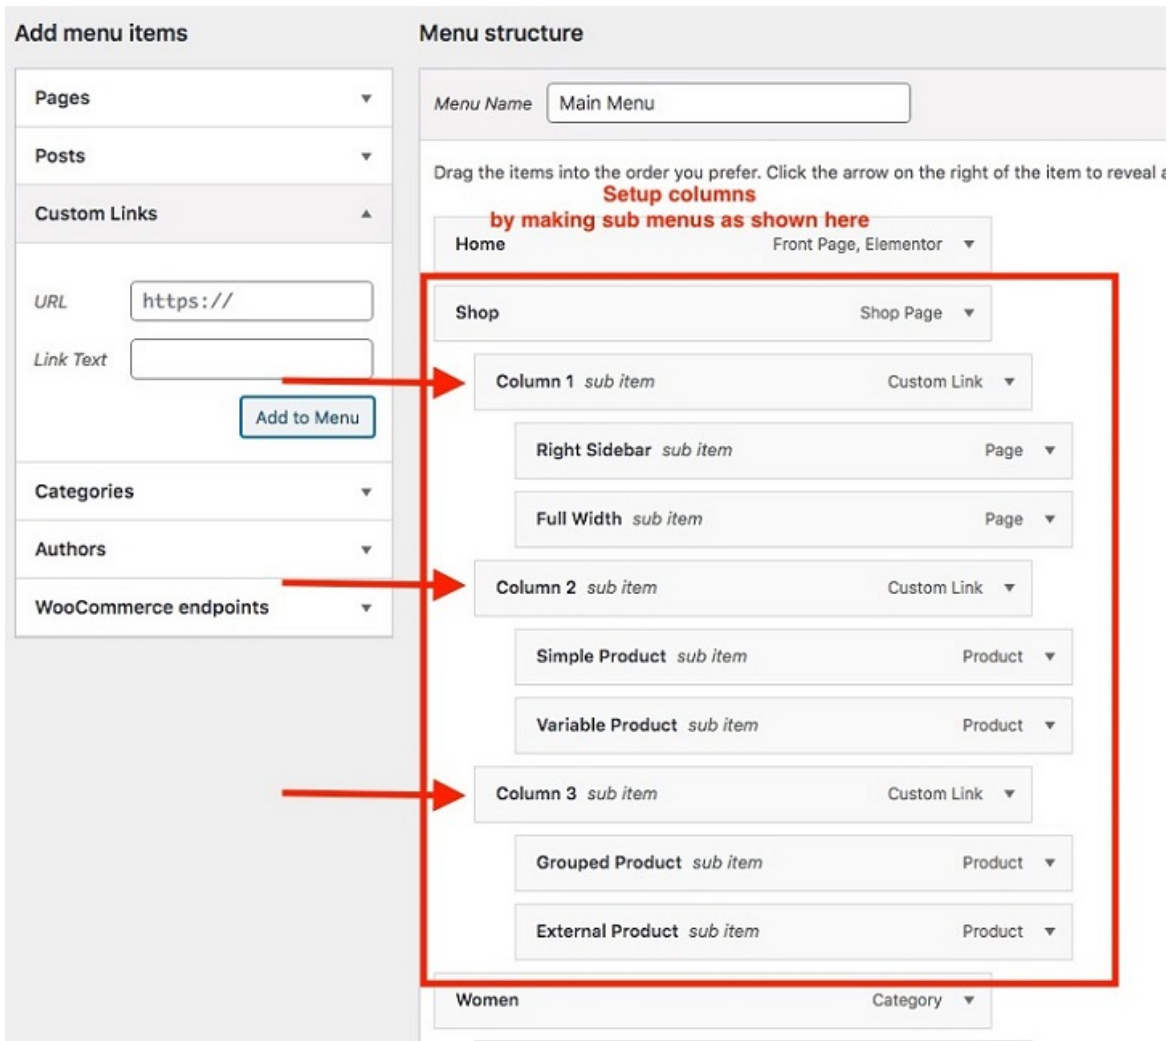 Add menu items
Pages
Posts
Custom Links
URL https://
Link Text
Add to Menu
Categories
Authors
WooCommerce endpoints
Menu structure
Menu Name Main Menu
Drag the items into the order you prefer. Click the arrow on the right of the item to reveal a
Setup columns
by making sub menus as shown here
Home Front Page, Elementor
Shop Shop Page
Column 1 sub item Custom Link
Right Sidebar sub item Page
Full Width sub item Page
Column 2 sub item Custom Link
Simple Product sub item Product
Variable Product sub item Product
Column 3 sub item Custom Link
Grouped Product sub item Product
External Product sub item Product
Women Category